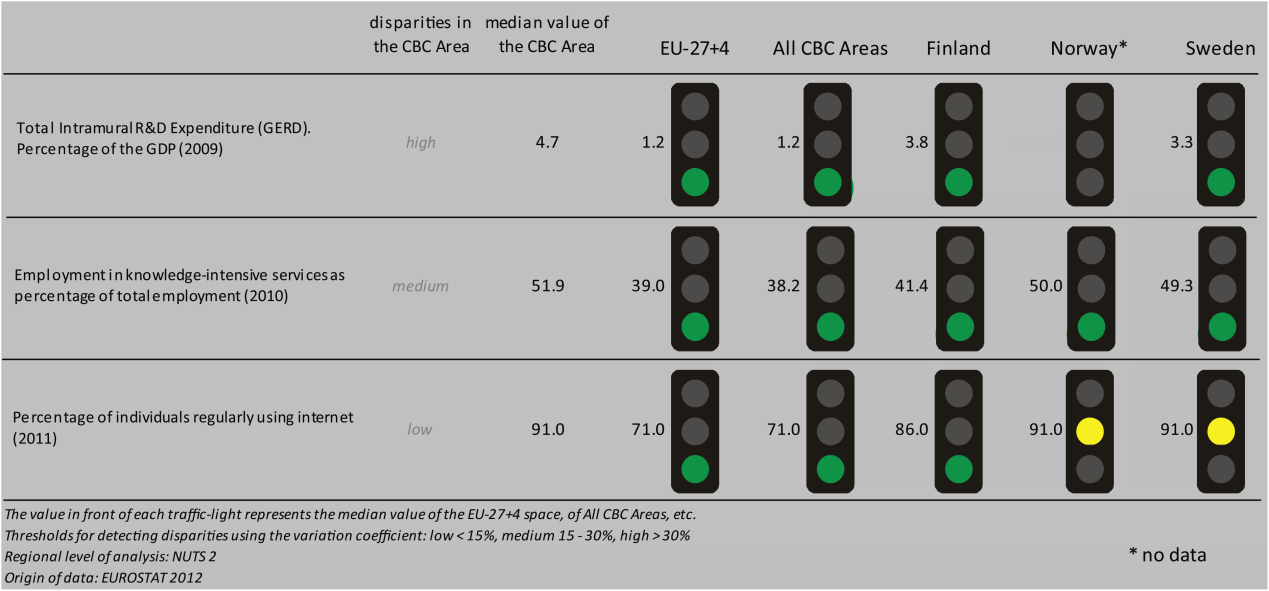 disparities in the CBC Area median value of the CBC Area EU-27+4 All CBC Areas Finland Norway* Sweden
Total Intramural R&D Expenditure (GERD).
Percentage of the GDP (2009) high 4.7 1.2 1.2 3.8 3.3
Employment in knowledge-intensive services as
percentage of total employment (2010) medium 51.9 39.0 38.2 41.4 50.0 49.3
Percentage of individuals regularly using internet
(2011) low 91.0 71.0 71.0 86.0 91.0 91.0
The value in front of each traffic-light represents the median value of the EU-27+4 space, of All CBC Areas, etc.
Thresholds for detecting disparities using the variation coefficient: low < 15%, medium 15 - 30%, high > 30%
Regional level of analysis: NUTS 2
* no data
Origin of data: EUROSTAT 2012